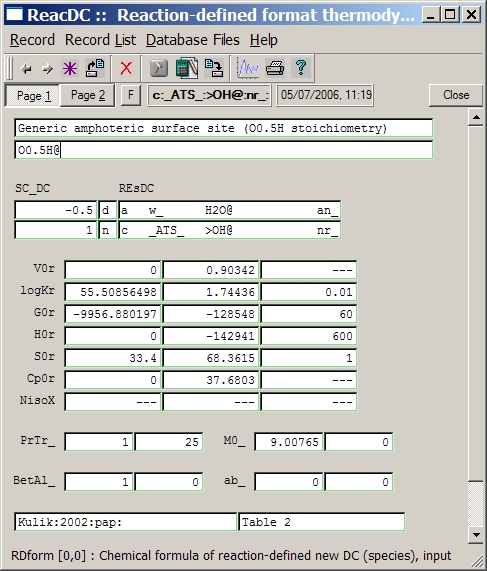 ReacDC :: Reaction-defined format thermody...
Record Record List Database Files Help
Page 1 Page 2 F c:_ATS_:>OH@:nr_: 05/07/2006, 11:19 Close
Generic amphoteric surface site (O0.5H stoichiometry)
O0.5H@
SC_DC REsDC
-0.5 d a w_ H2O@ an_
1 n c _ATS_ >OH@ nr_
V0r 0 0.90342 ---
logKr 55.50856498 1.74436 0.01
G0r -9956.880197 -128548 60
H0r 0 -142941 600
S0r 33.4 68.3615 1
Cp0r 0 37.6803 ---
NisoX --- --- ---
PrTr_ 1 25 M0_ 9.00765 0
BetAl_ 1 0 ab_ 0 0
Kulik:2002:pap: Table 2
RDform [0,0] : Chemical formula of reaction-defined new DC (species), input